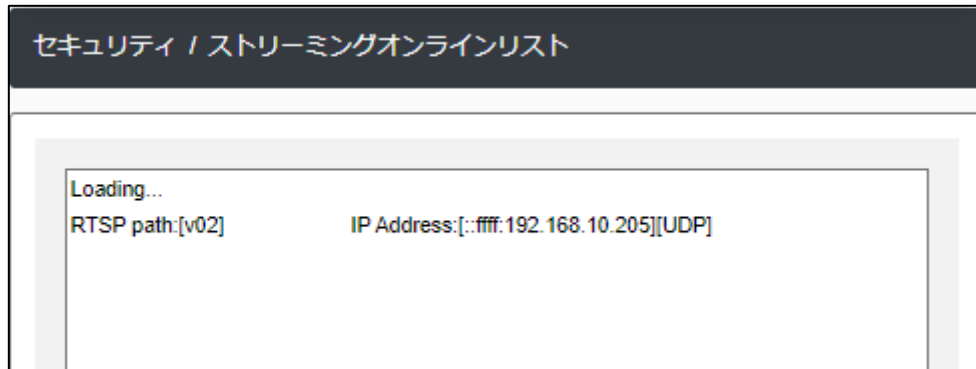 セキュリティ / ストリーミングオンラインリスト
Loading...
RTSP path:[v02] IP Address:[::ffff:192.168.10.205][UDP]